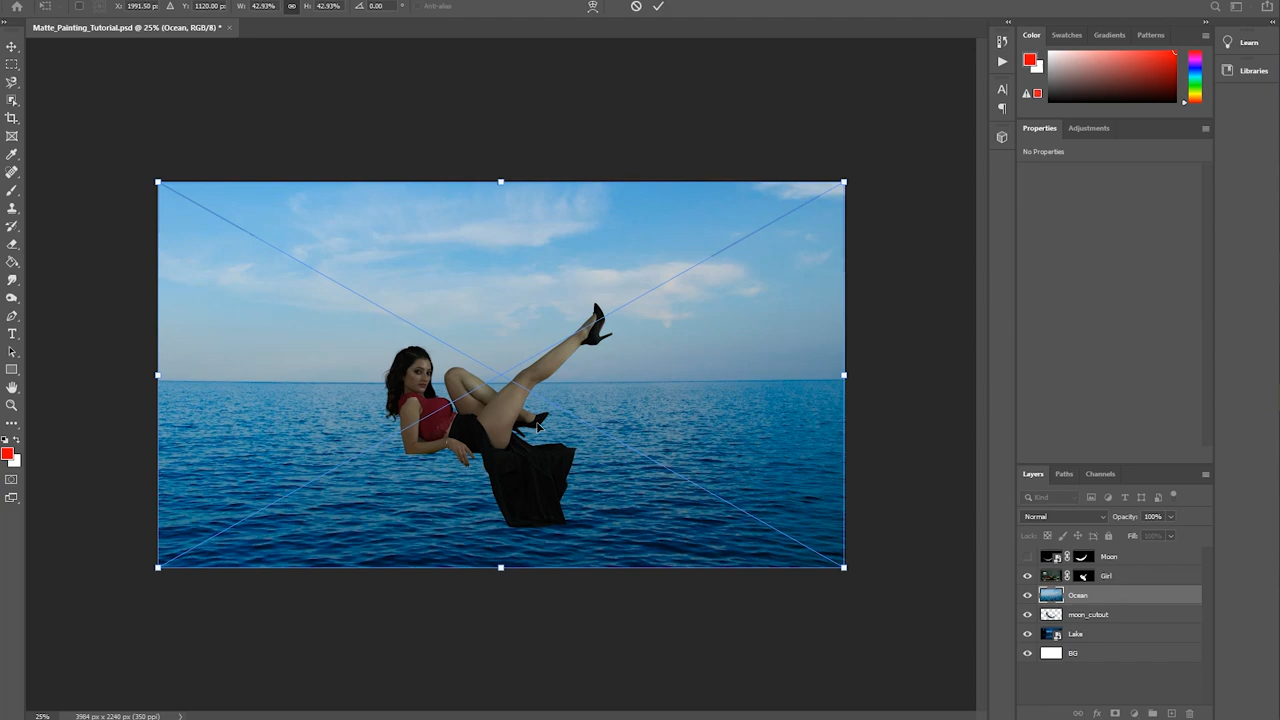 X: 1991.50 px Y: 1120.00 px W: 42.93% H: 42.93% 0.00 ° Anti-alias
Matte_Painting_Tutorial.psd @ 25% (Ocean, RGB/8) * ×
Color Swatches Gradients Patterns
Learn
Libraries
Properties Adjustments
No Properties
Layers Paths Channels
Kind
Normal Opacity: 100%
Lock: Fill: 100%
Moon
Girl
Ocean
moon_cutout
Lake
BG
25% 3984 px x 2240 px (350 ppi)